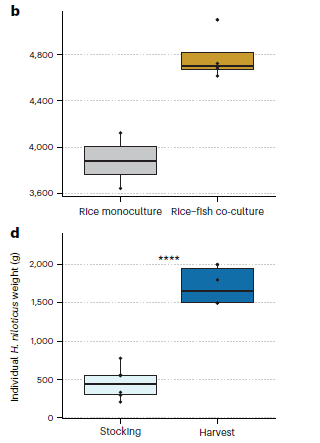 b
4,800
4,400
4,000
3,600
Rice monoculture Rice–fish co-culture
d
Individual H. niloticus weight (g)
****
2,000
1,500
1,000
500
0
Stocking Harvest